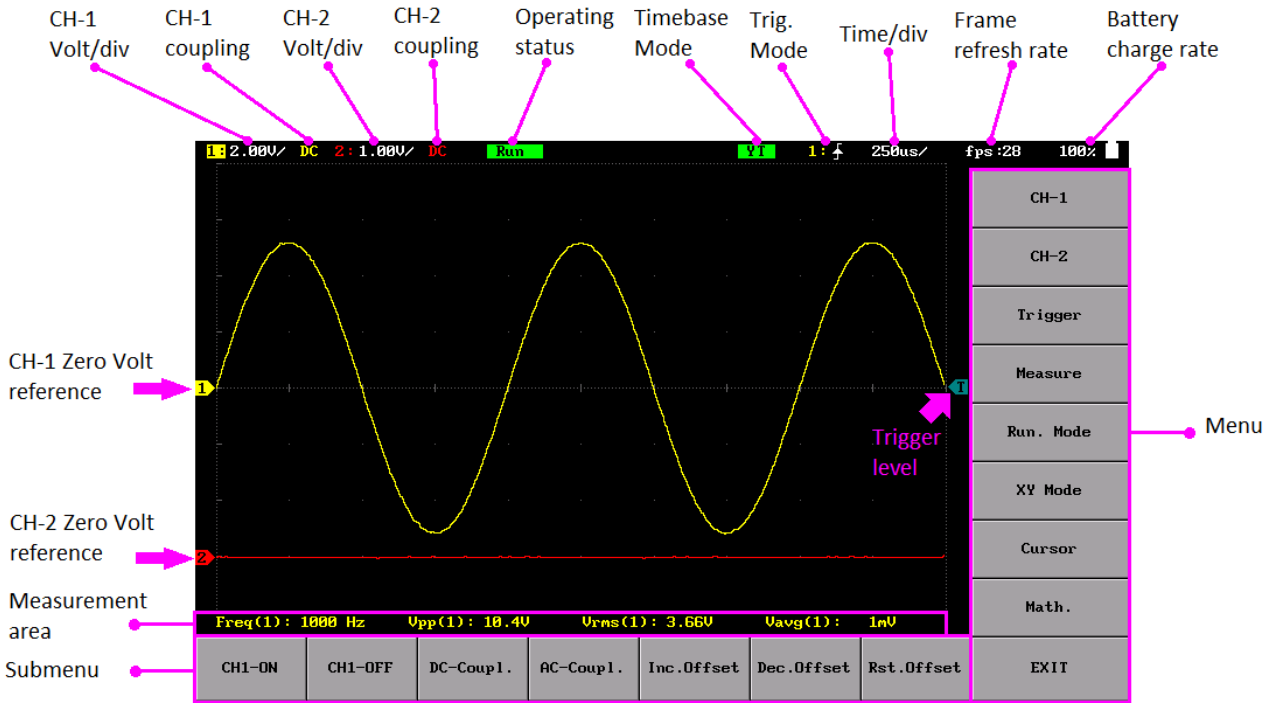 CH-1 CH-1 CH-2 CH-2 Operating Timebase Trig. Time/div Frame Battery
Volt/div coupling Volt/div coupling status Mode Mode refresh rate charge rate
1: 2.00V/ DC 2: 1.00V/ DC Run YT 1: 250us/ fps:28 100%
CH-1
CH-2
Trigger
CH-1 Zero Volt
reference
1
T
Measure
Trigger
level
Run. Mode
Menu
XY Mode
CH-2 Zero Volt
reference
2
Cursor
Measurement
area
Math.
Freq(1): 1000 Hz Vpp(1): 10.4V Vrms(1): 3.66V Vavg(1): 1mV
Submenu
CH1-ON CH1-OFF DC-Coupl. AC-Coupl. Inc.Offset Dec.Offset Rst.Offset EXIT